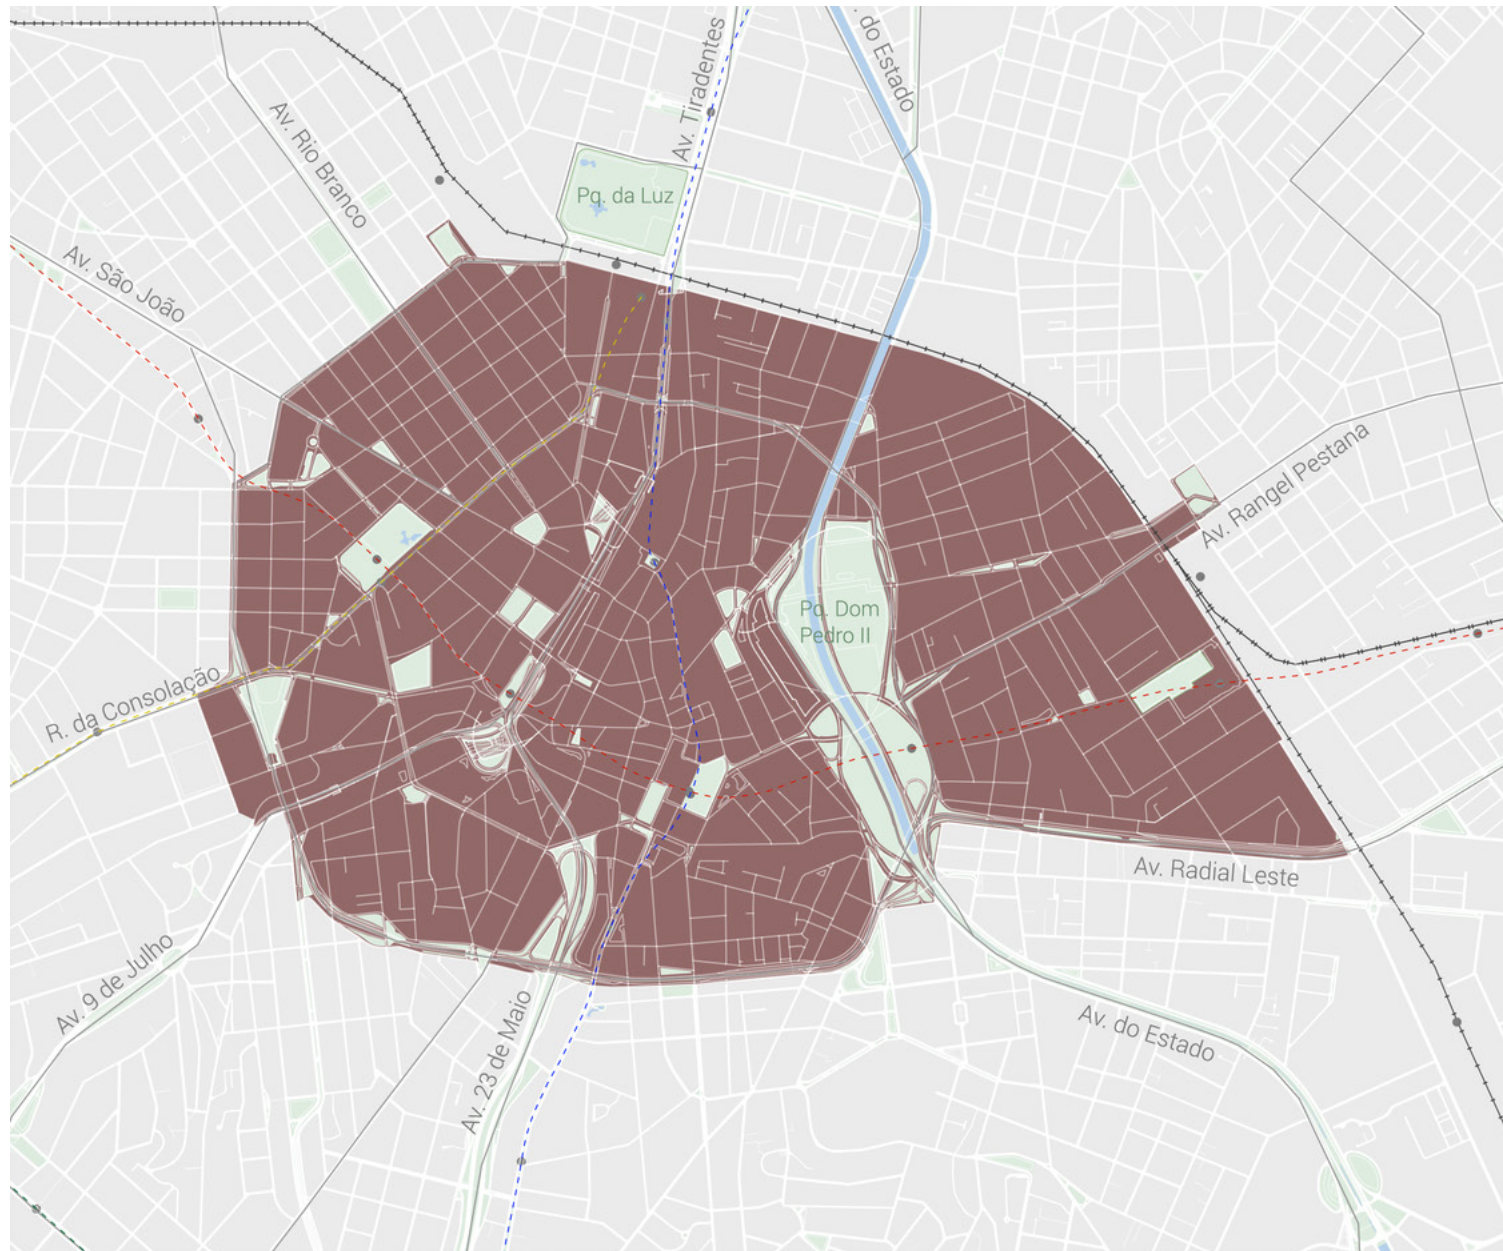 . do Estado
Av. Tiradentes
Av. Rio Branco
Pq. da Luz
Av. São João
Av. Rangel Pestana
Pq. Dom
Pedro II
R. da Consolação
Av. Radial Leste
Av. 9 de Julho
Av. 23 de Maio
Av. do Estado